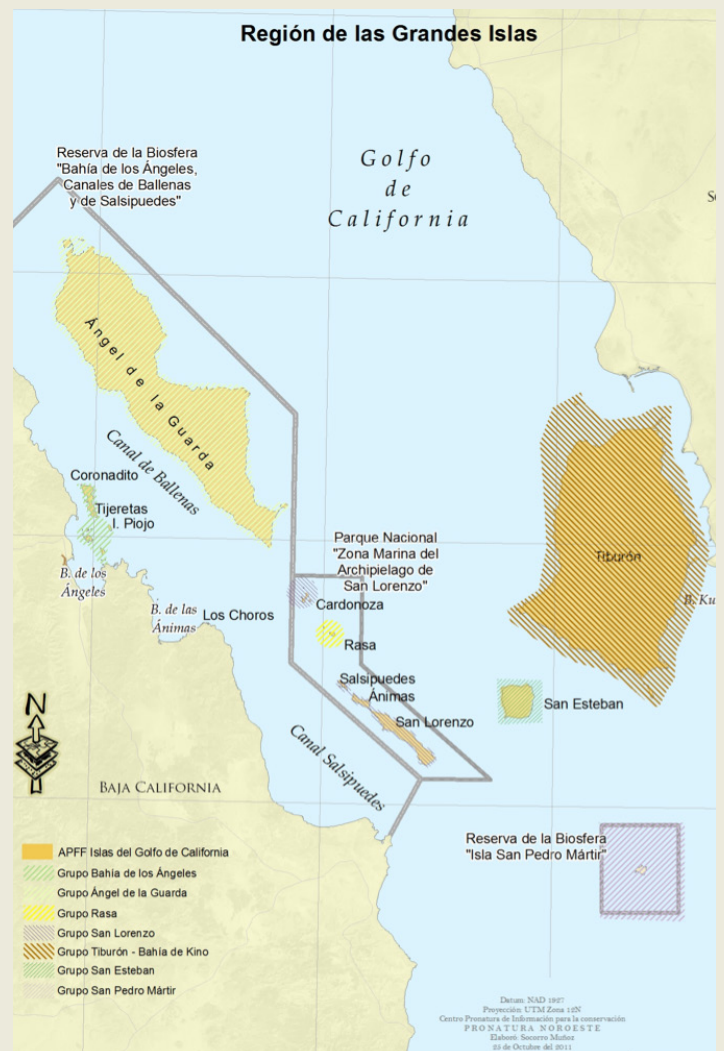 Región de las Grandes Islas
Reserva de la Biosfera
"Bahía de los Ángeles,
Canales de Ballenas
y de Salsipuedes"
Golfo
de
California
Ángel de la Guarda
Canal de Ballenas
Coronadito
Tijeretas
I. Piojo
B. de los
Ángeles
B. de las
Ánimas
Los Choros
Parque Nacional
"Zona Marina del
Archipielago de
San Lorenzo"
Cardonoza
Rasa
Salsipuedes
Ánimas
San Lorenzo
Canal Salsipuedes
Tiburón
B. Ku
San Esteban
N
BAJA CALIFORNIA
Reserva de la Biosfera
"Isla San Pedro Mártir"
APFF Islas del Golfo de California
Grupo Bahía de los Ángeles
Grupo Ángel de la Guarda
Grupo Rasa
Grupo San Lorenzo
Grupo Tiburón - Bahía de Kino
Grupo San Esteban
Grupo San Pedro Mártir
Datum: NAD 1927
Proyección: UTM Zona 12N
Centro Pronatura de Información para la conservación
PRONATURA NOROESTE
Elaboró: Socorro Muñoz
25 de Octubre del 2011